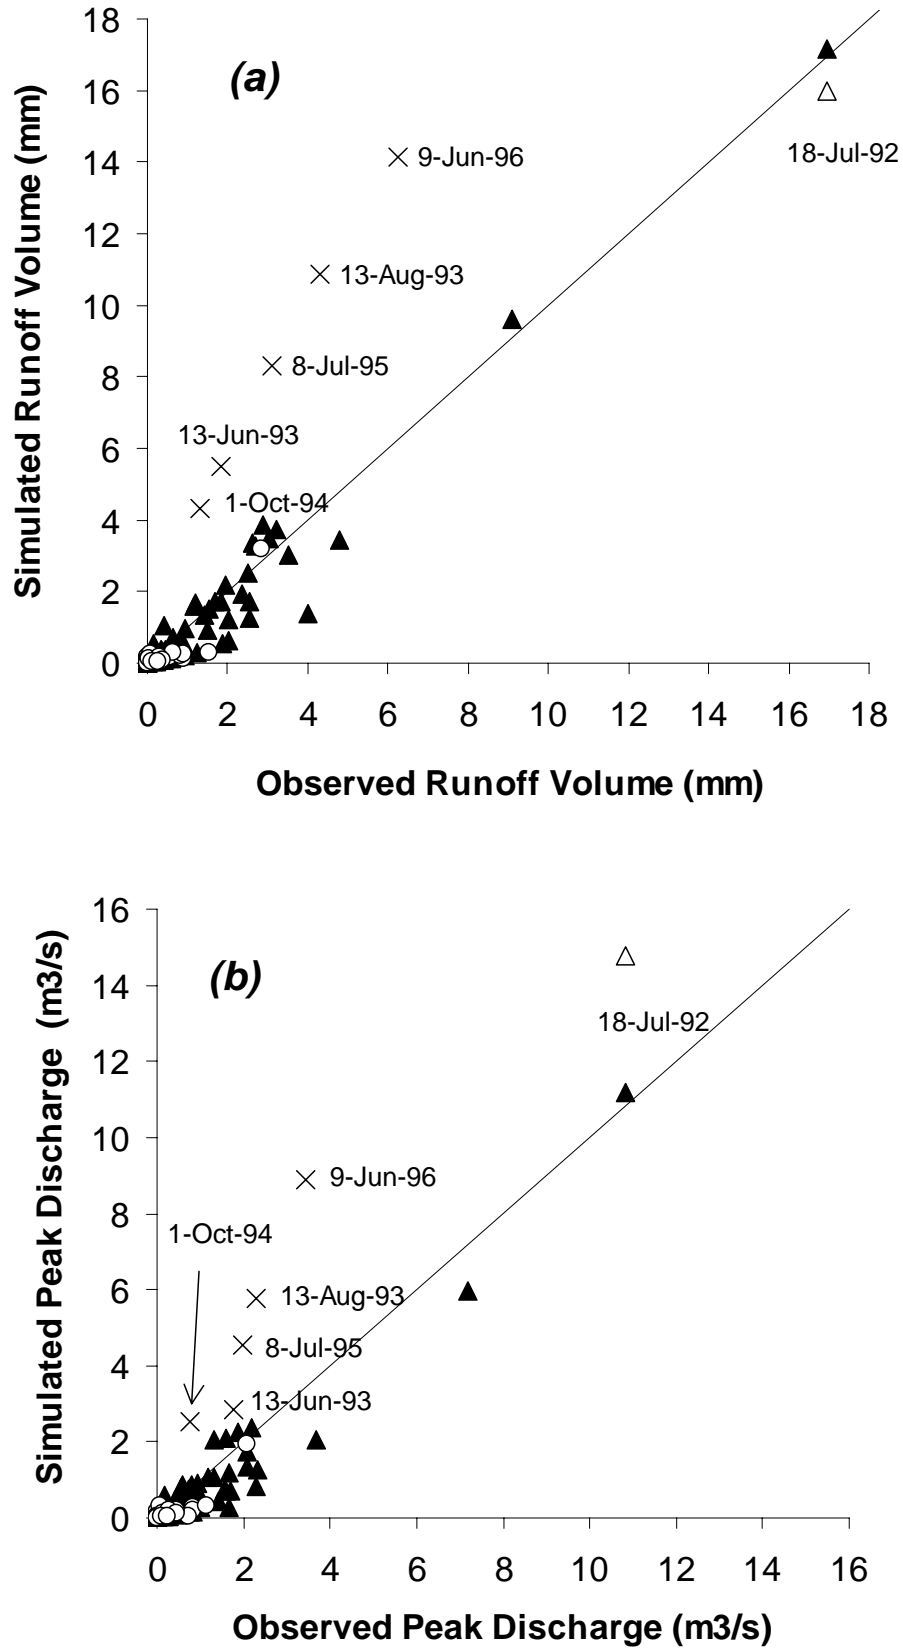 18
(a)
16
18-Jul-92
14
9-Jun-96
12
13-Aug-93
10
8-Jul-95
8
13-Jun-93
6
1-Oct-94
4
2
0
Simulated Runoff Volume (mm)
0 2 4 6 8 10 12 14 16 18
Observed Runoff Volume (mm)
16
(b)
14
18-Jul-92
12
10
9-Jun-96
8
1-Oct-94
6
13-Aug-93
8-Jul-95
4
13-Jun-93
2
0
Simulated Peak Discharge (m3/s)
0 2 4 6 8 10 12 14 16
Observed Peak Discharge (m3/s)